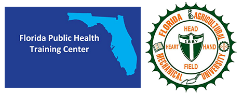 Florida Public Health
Training Center
FLORIDA AGRICULTURAL
MECHANICAL UNIVERSITY
HEAD
HEART
HAND
FIELD